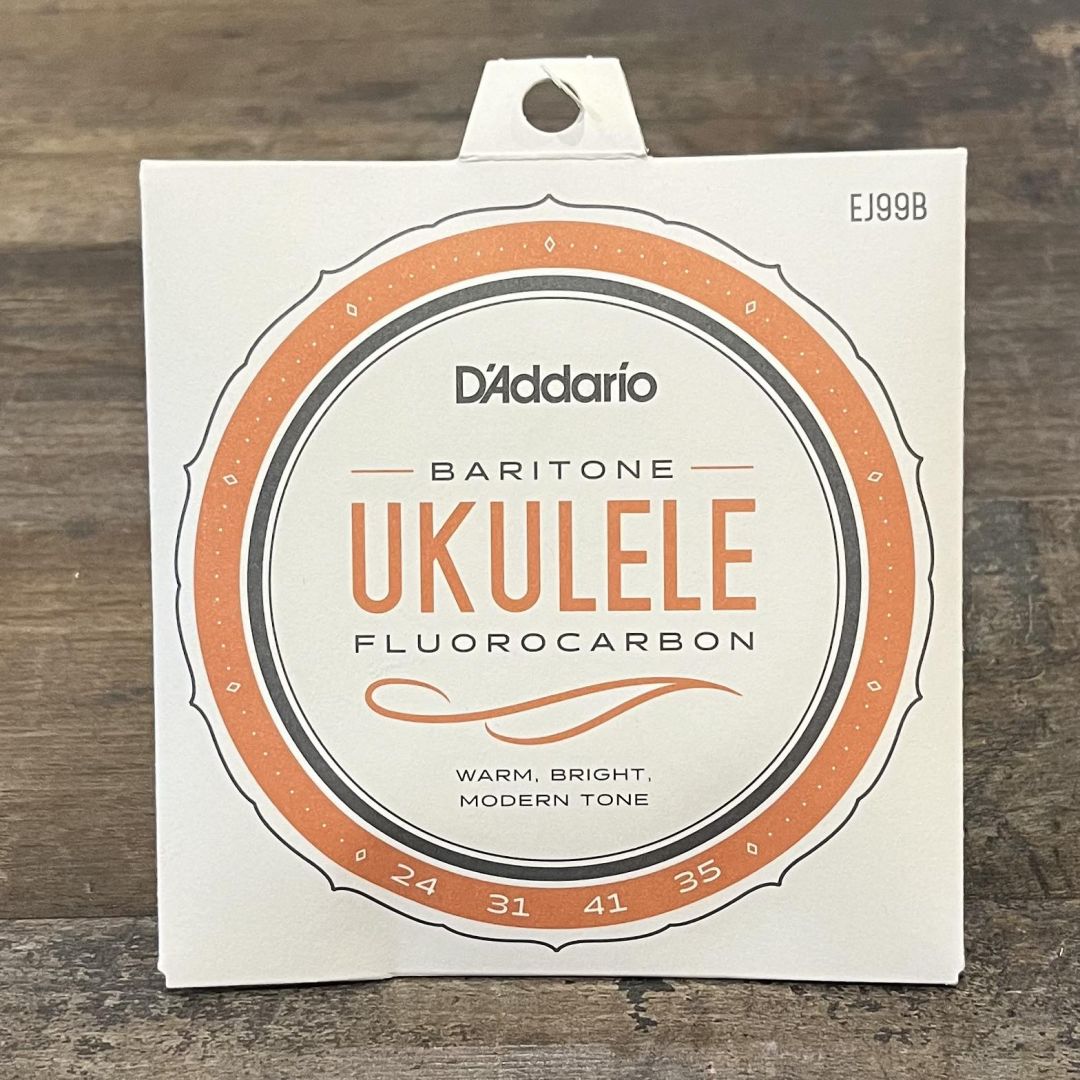 EJ99B
D'Addario
BARITONE
UKULELE
FLUOROCARBON
WARM, BRIGHT,
MODERN TONE
24 31 41 35